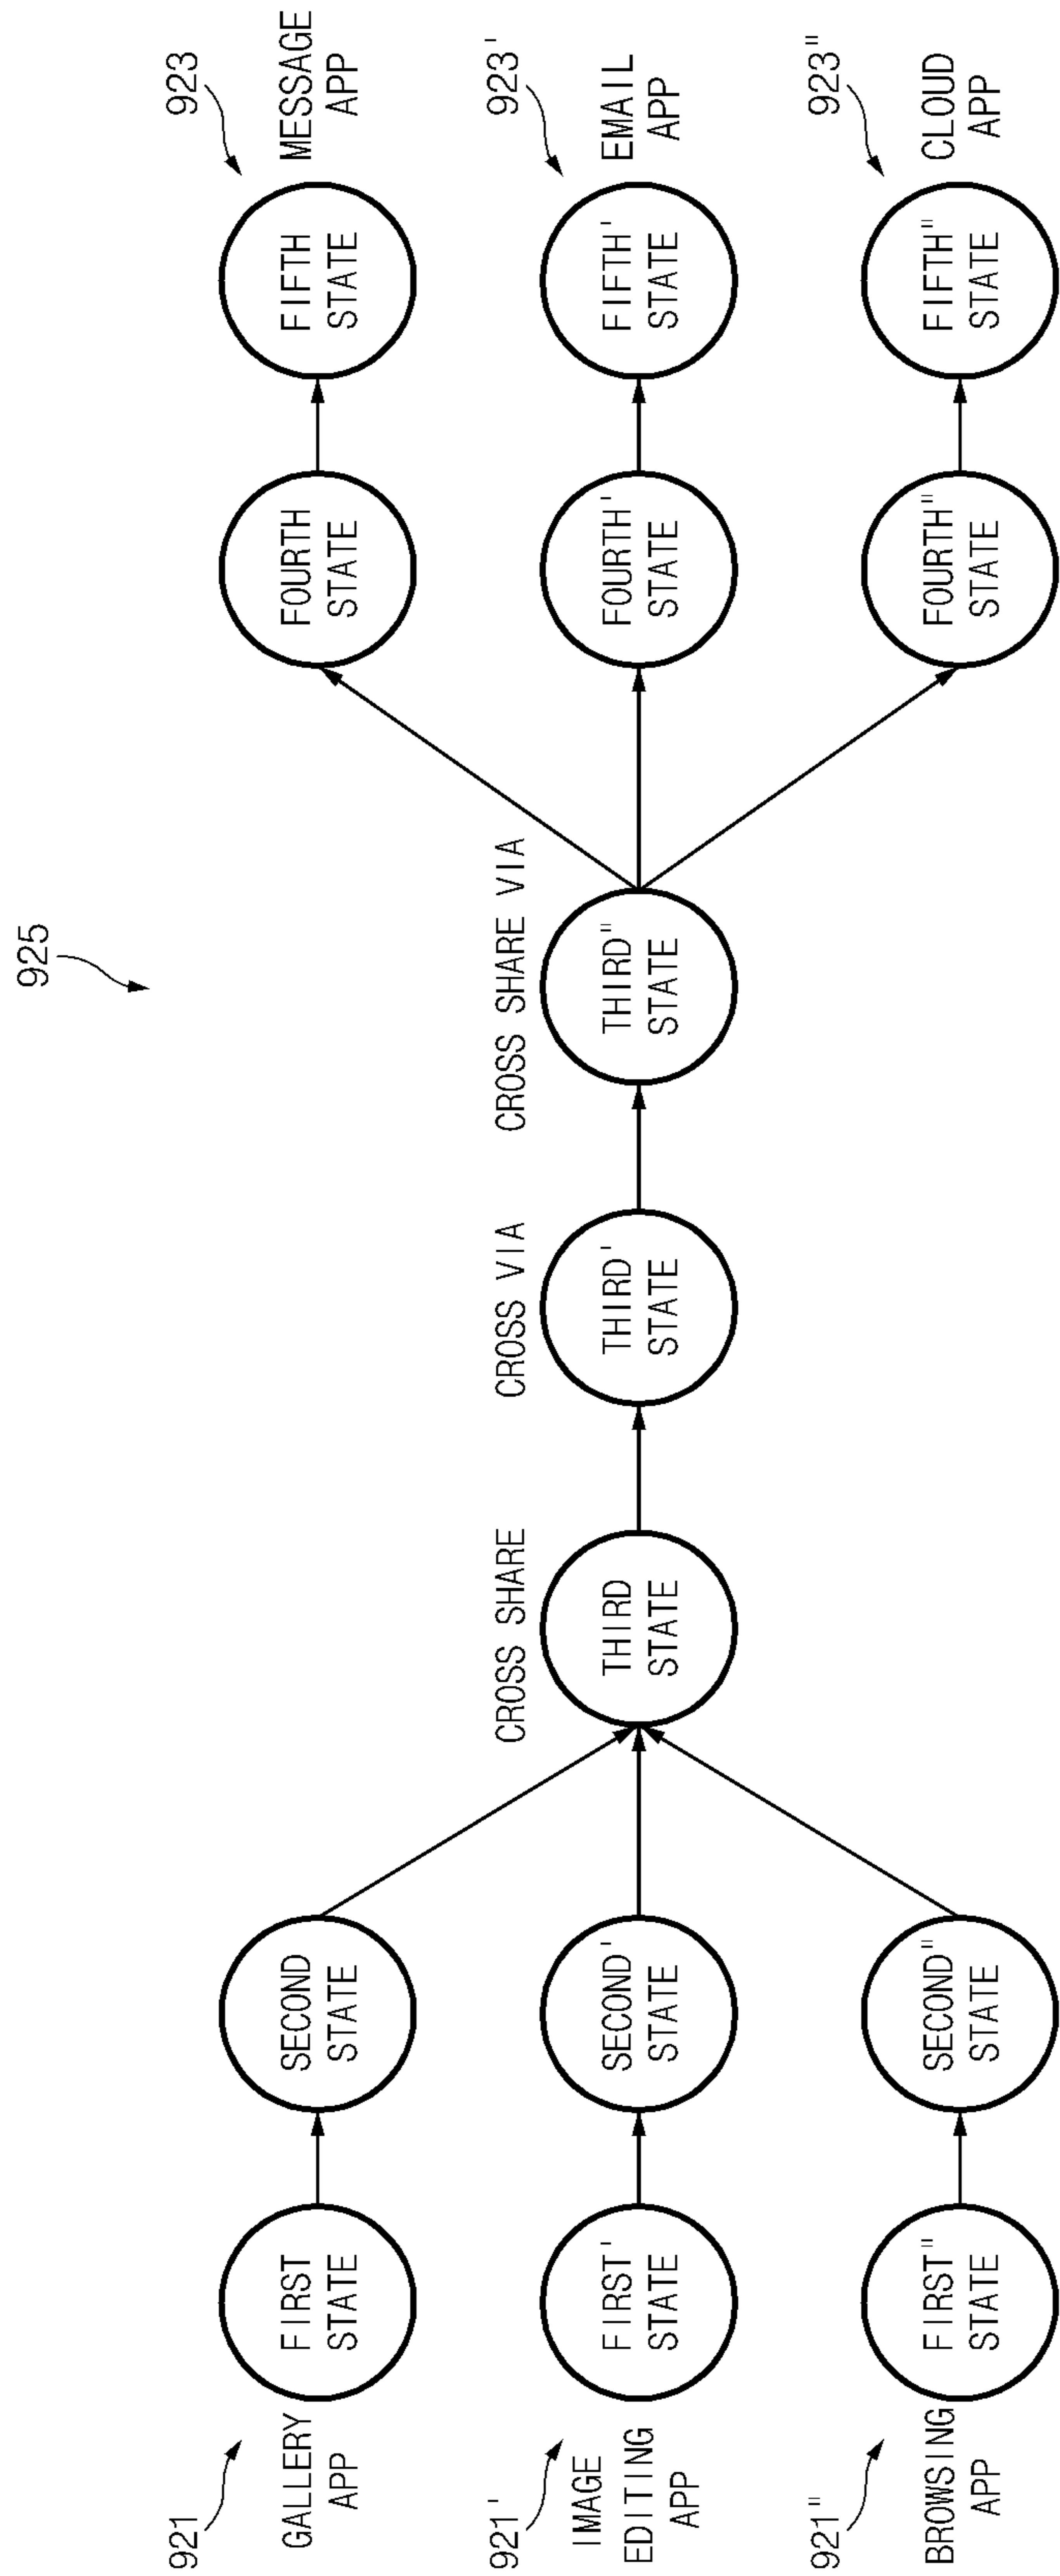 925
921
GALLERY
APP
FIRST
STATE
SECOND
STATE
FOURTH
STATE
FIFTH
STATE
923
MESSAGE
APP
921'
IMAGE
EDITING
APP
FIRST'
STATE
SECOND'
STATE
CROSS SHARE
THIRD
STATE
CROSS VIA
THIRD'
STATE
CROSS SHARE VIA
THIRD"
STATE
FOURTH'
STATE
FIFTH'
STATE
923'
EMAIL
APP
921"
BROWSING
APP
FIRST"
STATE
SECOND"
STATE
FOURTH"
STATE
FIFTH"
STATE
923"
CLOUD
APP